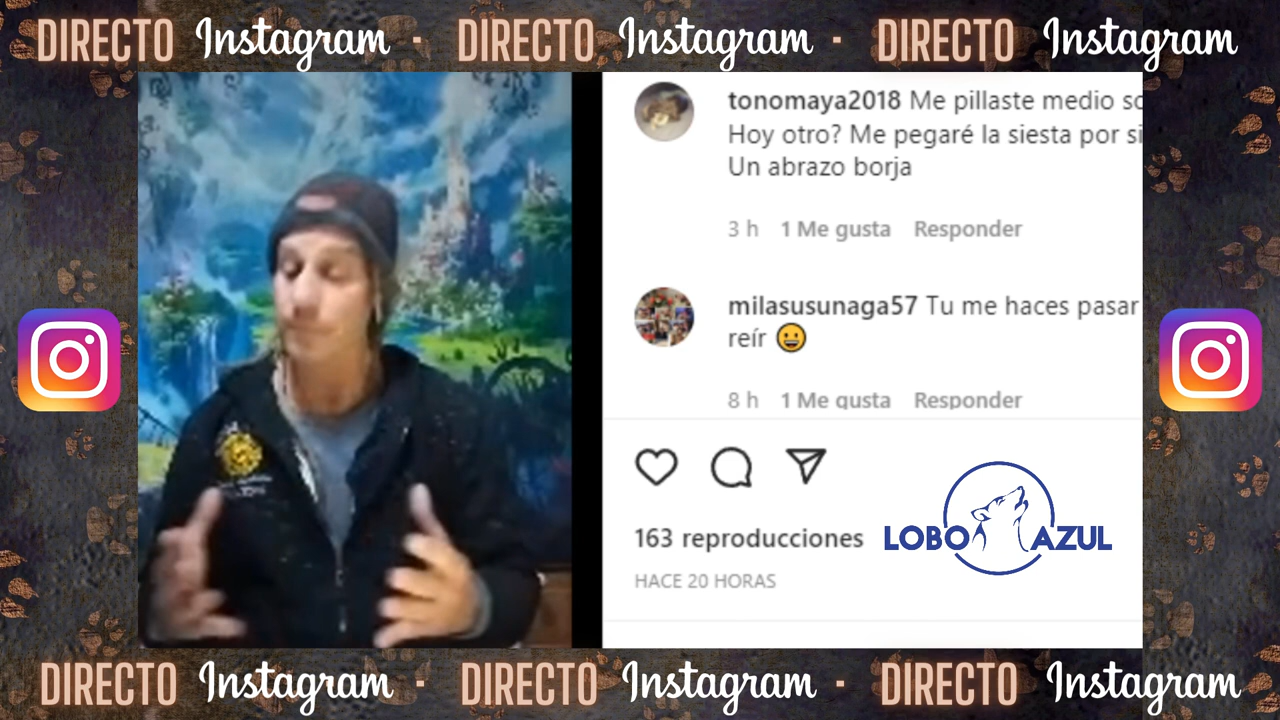 DIRECTO Instagram · DIRECTO Instagram · DIRECTO Instagram
tonomaya2018 Me pillaste medio
Hoy otro? Me pegaré la siesta por
Un abrazo borja
3 h 1 Me gusta Responder
milasusunaga57 Tu me haces pasar
reír 😀
8 h 1 Me gusta Responder
163 reproducciones
HACE 20 HORAS
LOBO AZUL
DIRECTO Instagram · DIRECTO Instagram · DIRECTO Instagram